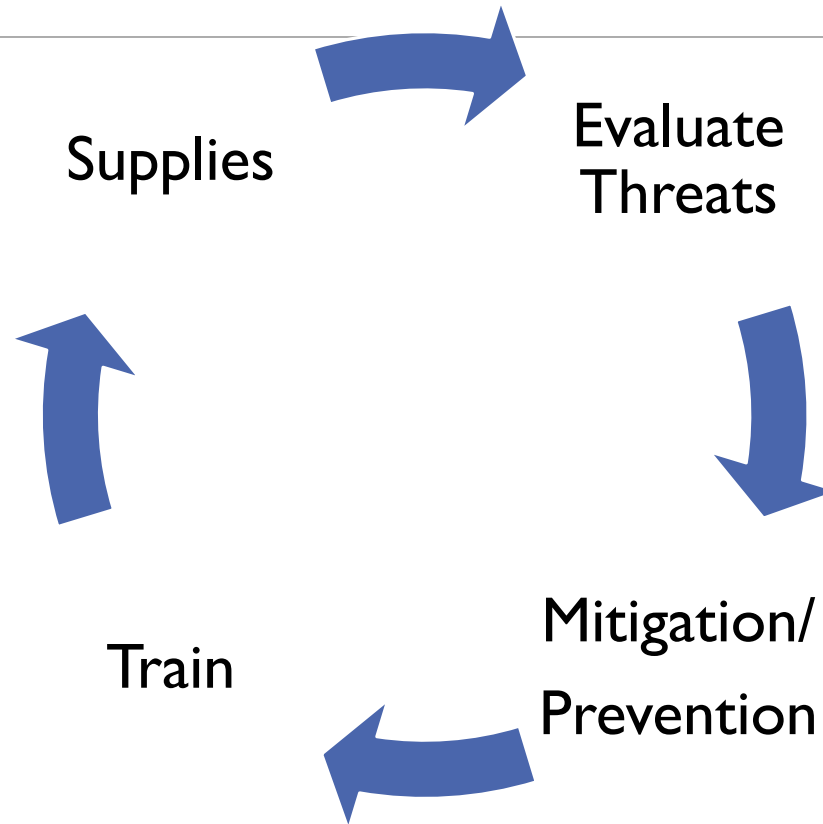 Supplies
Evaluate
Threats
Mitigation/
Prevention
Train